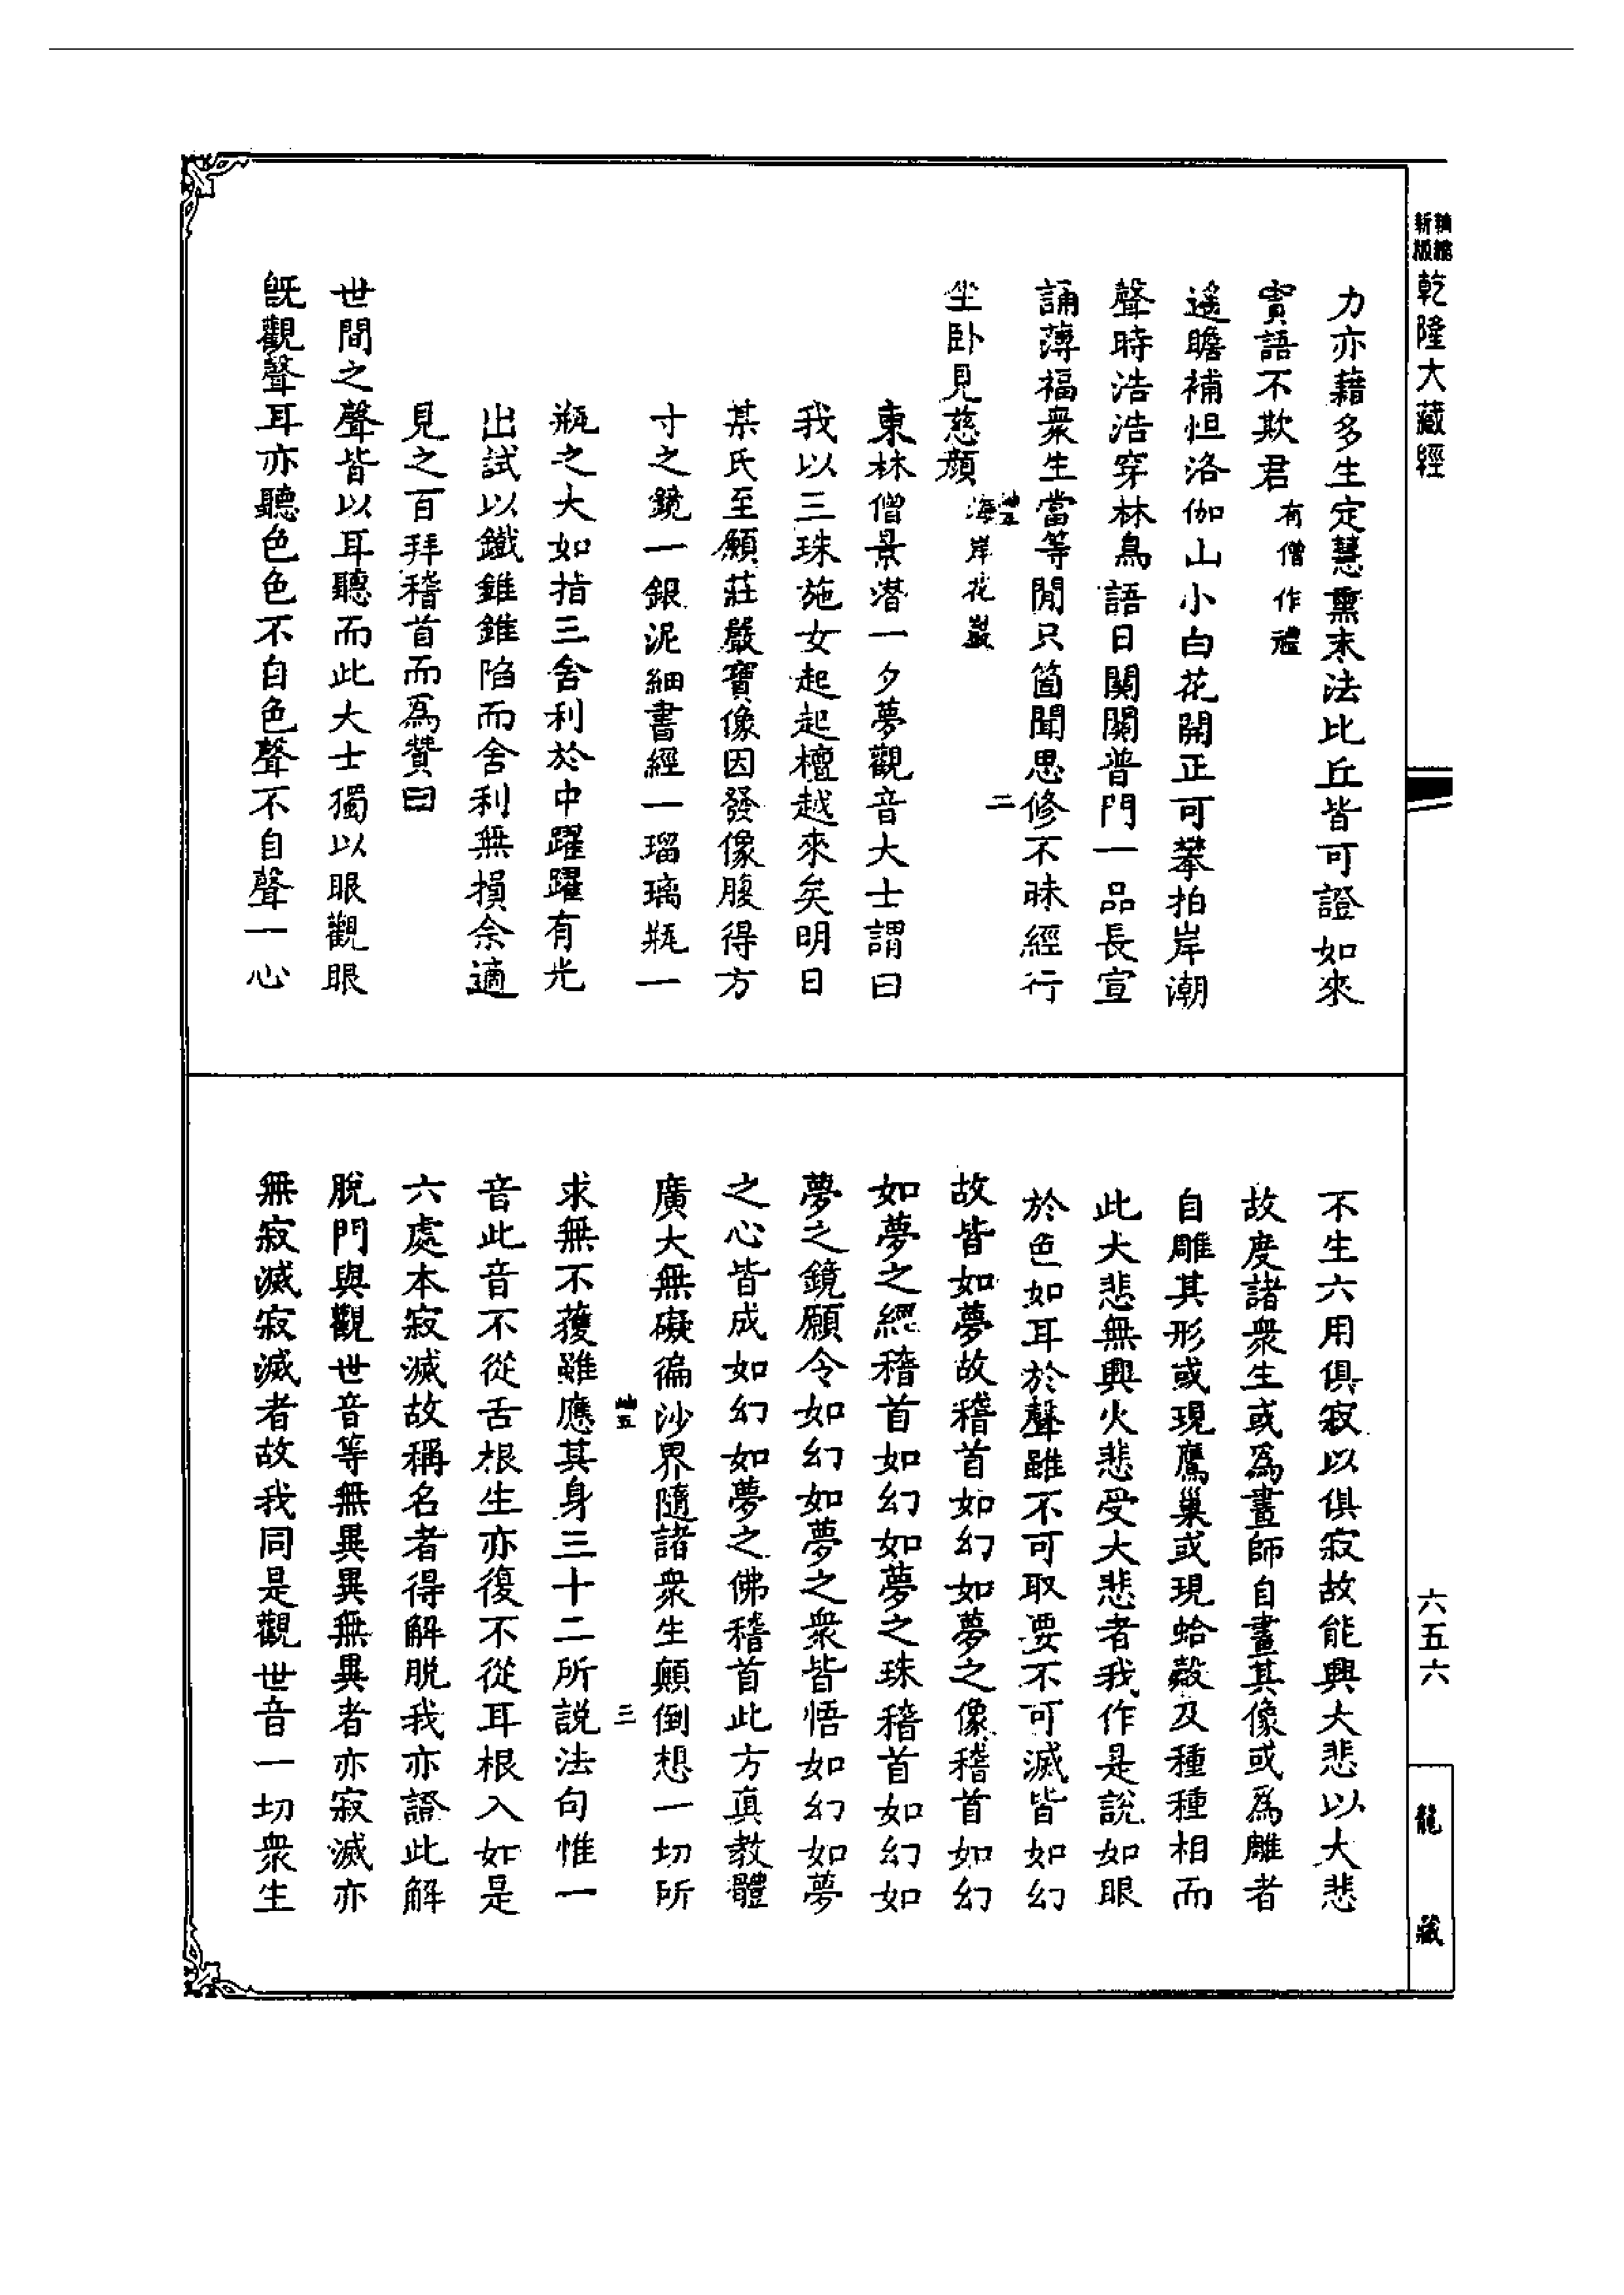 精縮新版
乾隆大藏經
力亦藉多生定慧熏末法比丘皆可證如來
實語不欺君有僧作禮
遙瞻補怛洛伽山小白花開正可攀拍岸潮
聲時浩浩穿林鳥語日關關普門一品長宣
誦薄福衆生當等閒只箇聞思修不昧經行
二
坐卧見慈顏海岸花巖
東林僧景潛一夕夢觀音大士謂曰
我以三珠施女起起檀越來矣明日
某氏至願莊嚴寶像因發像腹得方
寸之鏡一銀泥細書經一瑠璃瓶一
瓶之大如指三舍利於中躍躍有光
出試以鐵錐錐陷而舍利無損余適
見之百拜稽首而爲贊曰
世間之聲皆以耳聽而此大士獨以眼觀眼
旣觀聲耳亦聽色色不自色聲不自聲一心
不生六用俱寂以俱寂故能興大悲以大悲
故度諸衆生或爲畫師自畫其像或爲雕者
自雕其形或現鷹巢或現蛤殼及種種相而
此大悲無興大悲受大悲者我作是說如眼
於色如耳於聲雖不可取要不可滅皆如幻
故皆如夢故稽首如幻如夢之像稽首如幻
如夢之經稽首如幻如夢之珠稽首如幻如
夢之鏡願令如幻如夢之衆皆悟如幻如夢
之心皆成如幻如夢之佛稽首此方眞教體
廣大無礙徧沙界隨諸衆生顚倒想一切所
三
求無不獲雖應其身三十二所説法句惟一
音此音不從舌根生亦復不從耳根入如是
六處本寂滅故稱名者得解脱我亦證此解
脫門與觀世音等無異異無異者亦寂滅亦
無寂滅寂滅者故我同是觀世音一切衆生
六五六
龍藏